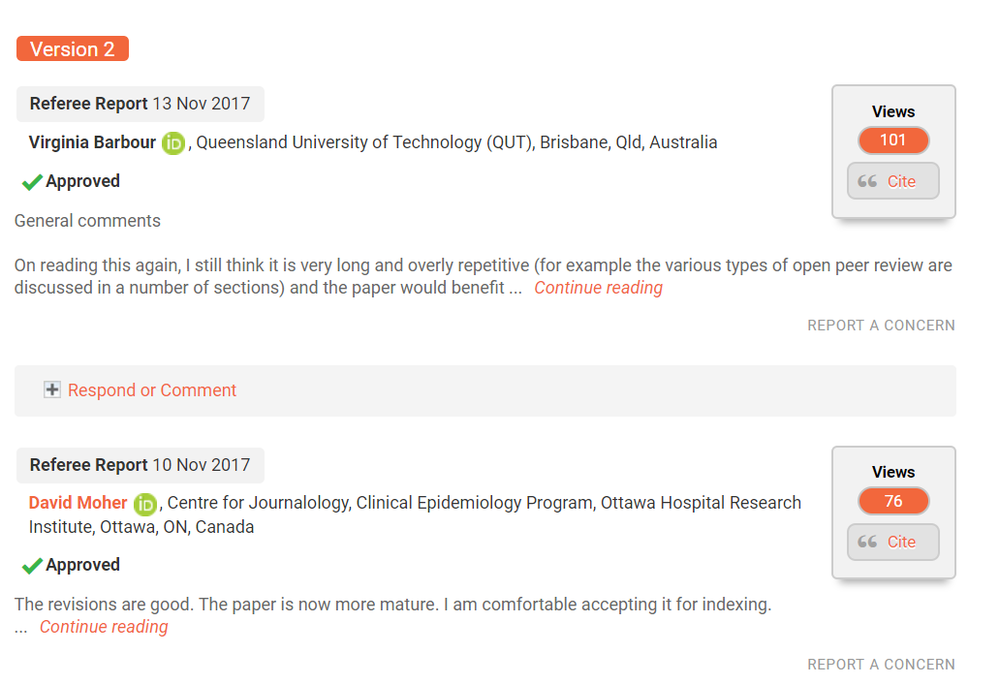 Version 2
Referee Report 13 Nov 2017
Virginia Barbour iD, Queensland University of Technology (QUT), Brisbane, Qld, Australia
Approved
Views
101
Cite
General comments
On reading this again, I still think it is very long and overly repetitive (for example the various types of open peer review are
discussed in a number of sections) and the paper would benefit ... Continue reading
REPORT A CONCERN
Respond or Comment
Referee Report 10 Nov 2017
David Moher iD, Centre for Journalology, Clinical Epidemiology Program, Ottawa Hospital Research
Institute, Ottawa, ON, Canada
Approved
Views
76
Cite
The revisions are good. The paper is now more mature. I am comfortable accepting it for indexing.
... Continue reading
REPORT A CONCERN